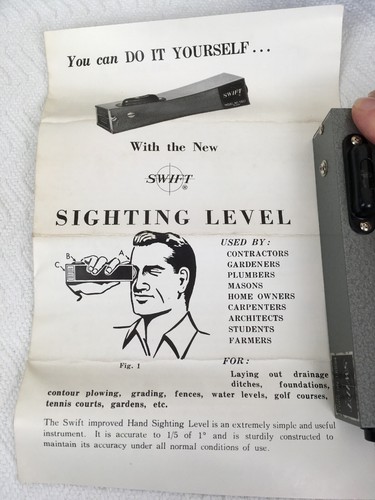 You can DO IT YOURSELF...
SWIFT
With the New
SWIFT
®
SIGHTING LEVEL
USED BY:
CONTRACTORS
GARDENERS
PLUMBERS
MASONS
HOME OWNERS
CARPENTERS
ARCHITECTS
STUDENTS
FARMERS
A
B
C
Fig. 1
FOR:
Laying out drainage
ditches, foundations,
contour plowing, grading, fences, water levels, golf courses,
tennis courts, gardens, etc.
The Swift improved Hand Sighting Level is an extremely simple and useful
instrument. It is accurate to 1/5 of 1° and is sturdily constructed to
maintain its accuracy under all normal conditions of use.